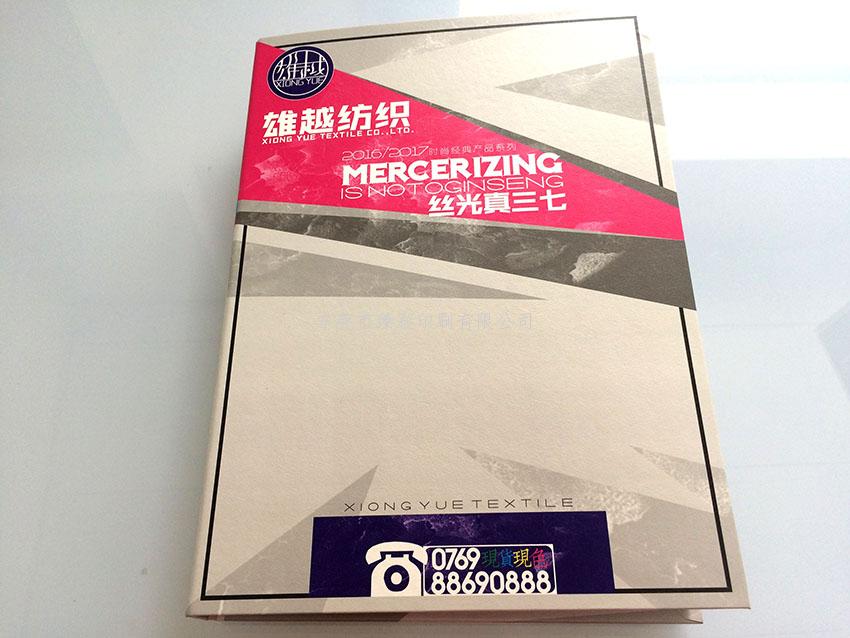 雄越
XIONG YUE
雄越纺织
XIONG YUE TEXTILE CO.,LTD.
2016/2017时尚经典产品系列
MERCERIZING
IS NOTOGINSENG
丝光真三七
XIONG YUE TEXTILE
0769现貨現色
88690888